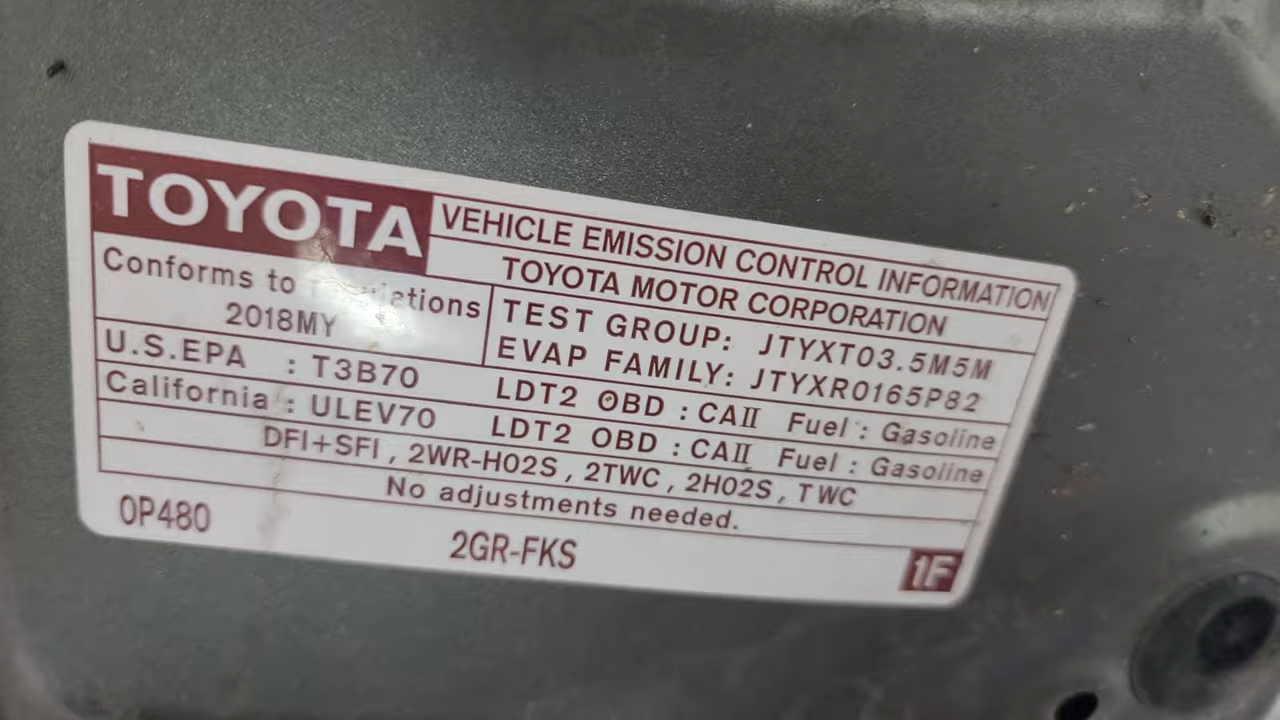 TOYOTA
VEHICLE EMISSION CONTROL INFORMATION
TOYOTA MOTOR CORPORATION
Conforms to
2018MY
TEST GROUP: JTYXT03.5M5M
EVAP FAMILY: JTYXR0165P82
U.S.EPA : T3B70 LDT2 OBD : CAII Fuel : Gasoline
California : ULEV70 LDT2 OBD : CAII Fuel : Gasoline
DFI+SFI , 2WR-HO2S , 2TWC , 2HO2S , TWC
No adjustments needed.
0P480
2GR-FKS
1F